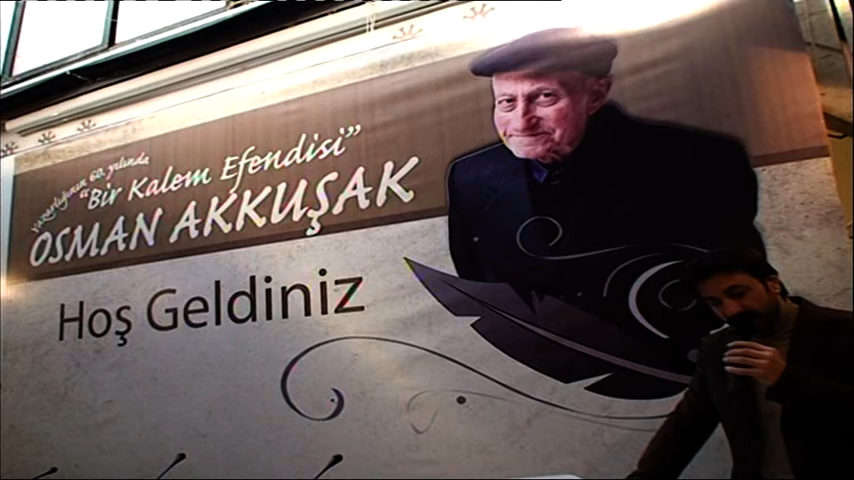 Yazarlığının 60. yılında
"Bir Kalem Efendisi"
OSMAN AKKUŞAK
Hoş Geldiniz